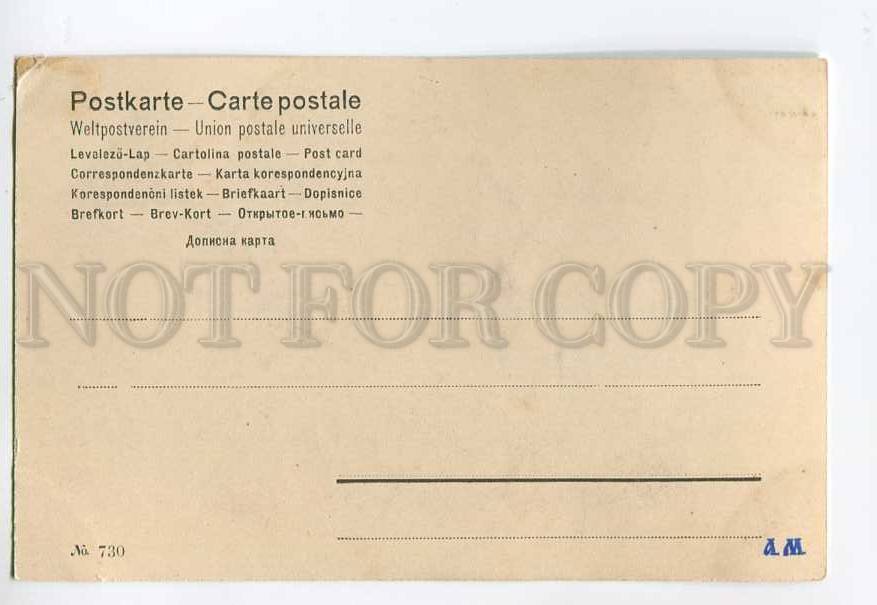 Postkarte — Carte postale
Weltpostverein — Union postale universelle
Levelező-Lap — Cartolina postale — Post card
Correspondenzkarte — Karta korespondencyjna
Korespondenční listek — Briefkaart — Dopisnice
Brefkort — Brev-Kort — Открытое-письмо —
Дописна карта
NOT FOR COPY
No. 730
А.М.